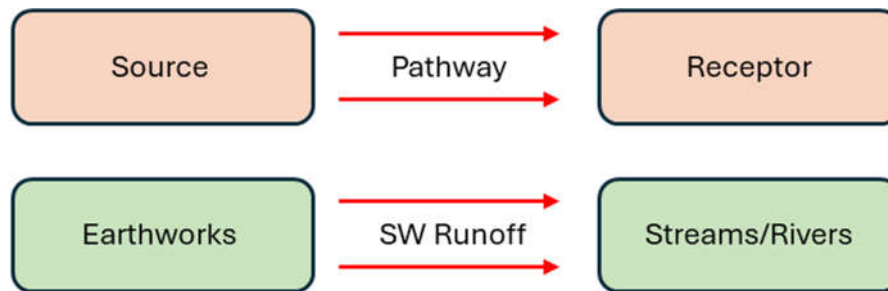 Source
Pathway
Receptor
Earthworks
SW Runoff
Streams/Rivers